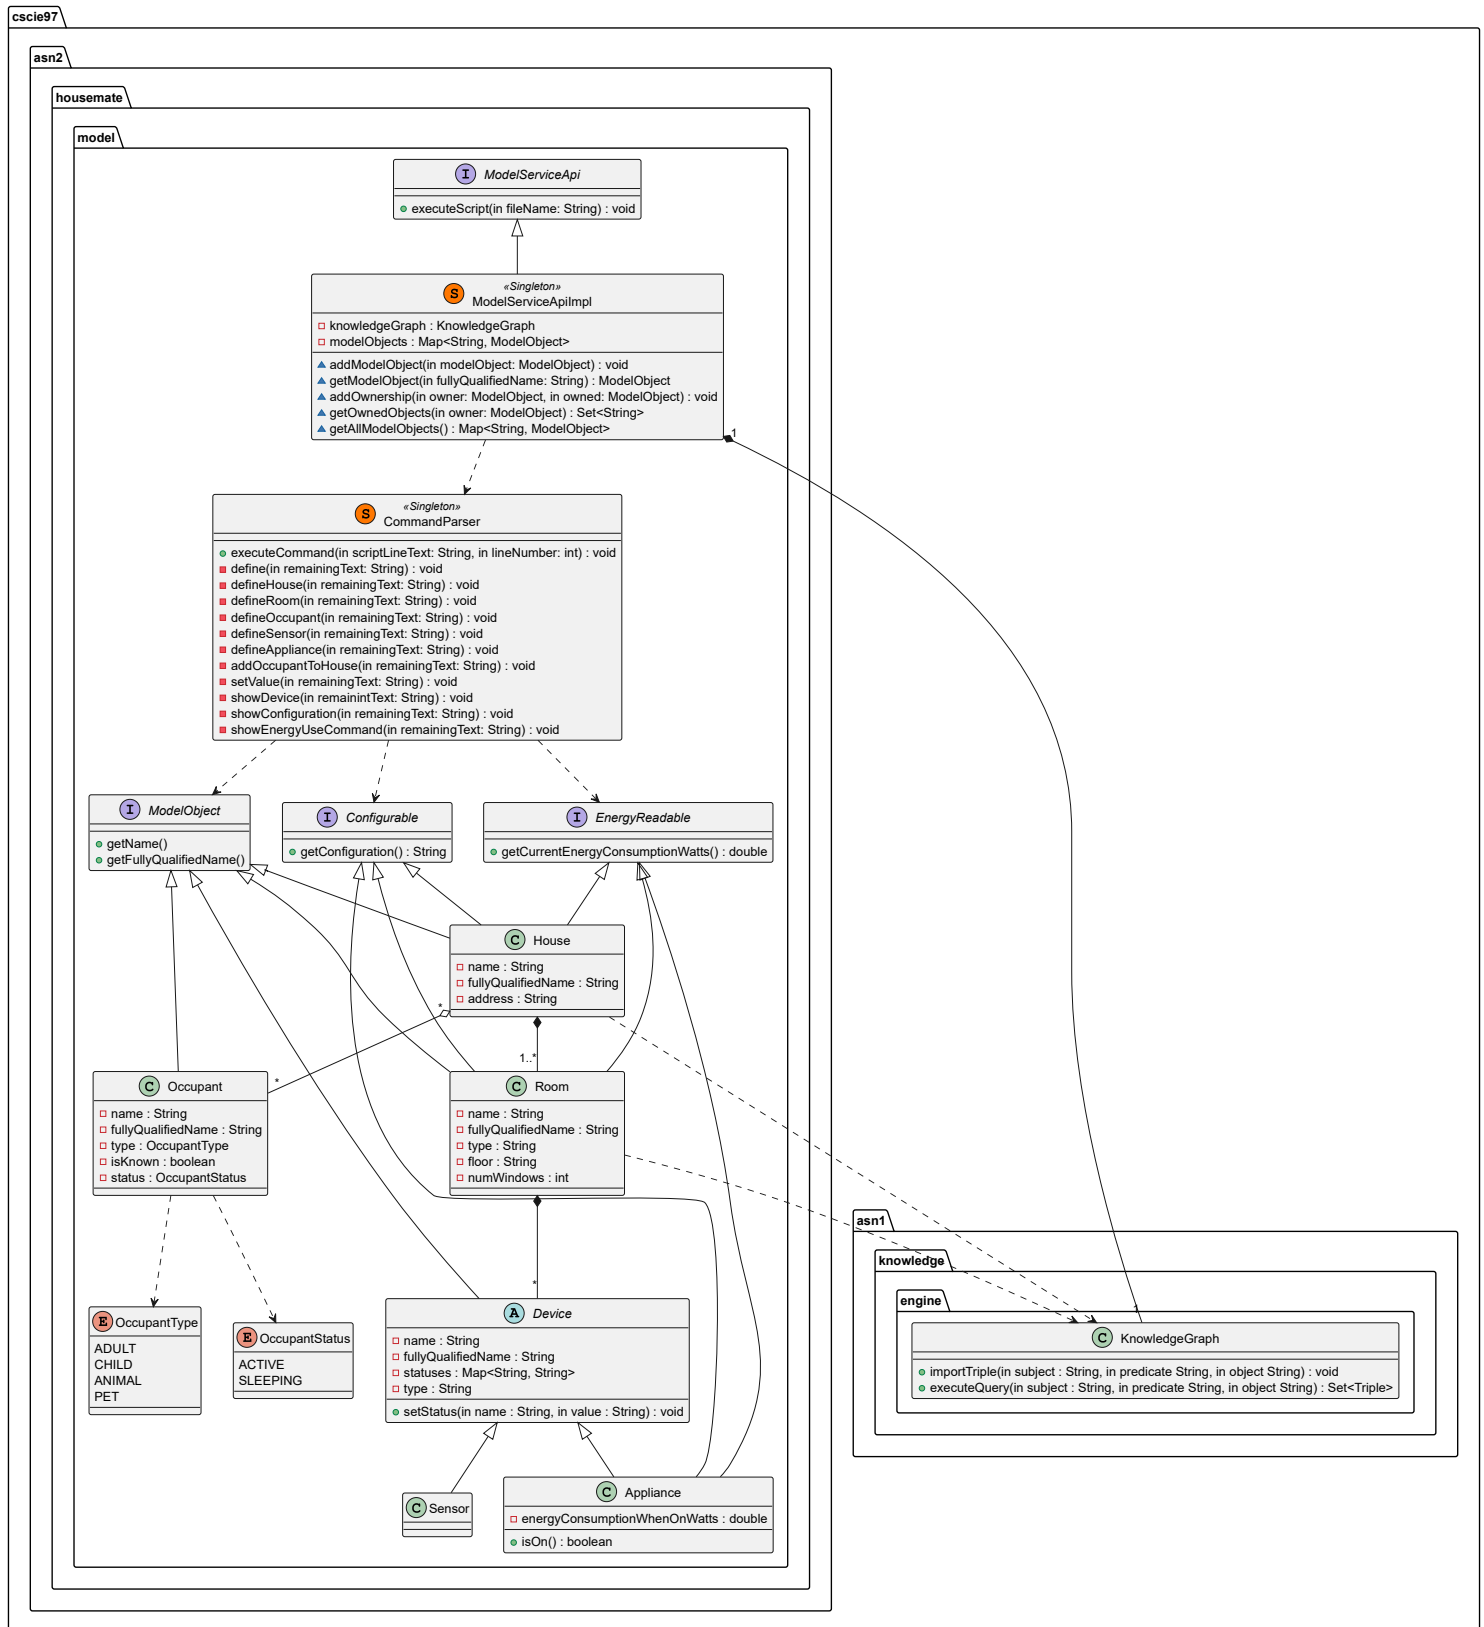 cscie97
asn2
housemate
model
I ModelServiceApi
executeScript(in fileName: String) : void
«Singleton»
S ModelServiceApiImpl
knowledgeGraph : KnowledgeGraph
modelObjects : Map<String, ModelObject>
addModelObject(in modelObject: ModelObject) : void
getModelObject(in fullyQualifiedName: String) : ModelObject
addOwnership(in owner: ModelObject, in owned: ModelObject) : void
getOwnedObjects(in owner: ModelObject) : Set<String>
getAllModelObjects() : Map<String, ModelObject>
1
«Singleton»
S CommandParser
executeCommand(in scriptLineText: String, in lineNumber: int) : void
define(in remainingText: String) : void
defineHouse(in remainingText: String) : void
defineRoom(in remainingText: String) : void
defineOccupant(in remainingText: String) : void
defineSensor(in remainingText: String) : void
defineAppliance(in remainingText: String) : void
addOccupantToHouse(in remainingText: String) : void
setValue(in remainingText: String) : void
showDevice(in remainintText: String) : void
showConfiguration(in remainingText: String) : void
showEnergyUseCommand(in remainingText: String) : void
I ModelObject
getName()
getFullyQualifiedName()
I Configurable
getConfiguration() : String
I EnergyReadable
getCurrentEnergyConsumptionWatts() : double
C House
name : String
fullyQualifiedName : String
address : String
*
1..*
*
C Occupant
name : String
fullyQualifiedName : String
type : OccupantType
isKnown : boolean
status : OccupantStatus
C Room
name : String
fullyQualifiedName : String
type : String
floor : String
numWindows : int
*
E OccupantType
ADULT
CHILD
ANIMAL
PET
E OccupantStatus
ACTIVE
SLEEPING
A Device
name : String
fullyQualifiedName : String
statuses : Map<String, String>
type : String
setStatus(in name : String, in value : String) : void
C Sensor
C Appliance
energyConsumptionWhenOnWatts : double
isOn() : boolean
asn1
knowledge
engine
1
C KnowledgeGraph
importTriple(in subject : String, in predicate String, in object String) : void
executeQuery(in subject : String, in predicate String, in object String) : Set<Triple>